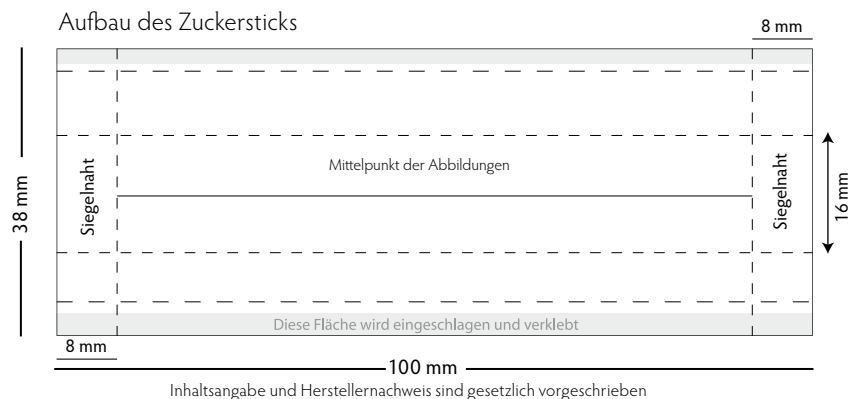 Aufbau des Zuckersticks
8 mm
Mittelpunkt der Abbildungen
Siegelnaht
Siegelnaht
38 mm
16 mm
Diese Fläche wird eingeschlagen und verklebt
8 mm
100 mm
Inhaltsangabe und Herstellernachweis sind gesetzlich vorgeschrieben